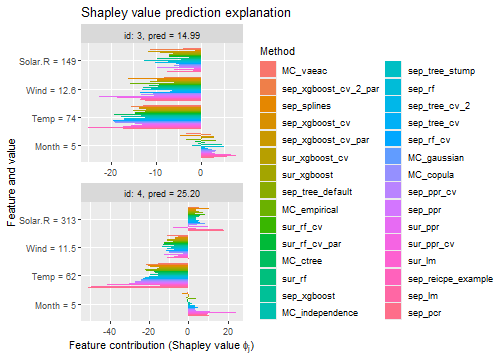 Shapley value prediction explanation
id: 3, pred = 14.99
Solar.R = 149
Wind = 12.6
Temp = 74
Month = 5
-20
-10
0
id: 4, pred = 25.20
Solar.R = 313
Wind = 11.5
Temp = 62
Month = 5
-40
-20
0
20
Feature contribution (Shapley value ϕj)
Feature and value
Method
MC_vaeac
sep_xgboost_cv_2_par
sep_splines
sep_xgboost_cv
sep_xgboost_cv_par
sur_xgboost_cv
sur_xgboost
sep_tree_default
MC_empirical
sur_rf_cv
sur_rf_cv_par
MC_ctree
sur_rf
sep_xgboost
MC_independence
sep_tree_stump
sep_rf
sep_tree_cv_2
sep_tree_cv
sep_rf_cv
MC_gaussian
MC_copula
sep_ppr_cv
sep_ppr
sur_ppr
sur_ppr_cv
sur_lm
sep_reicpe_example
sep_lm
sep_pcr